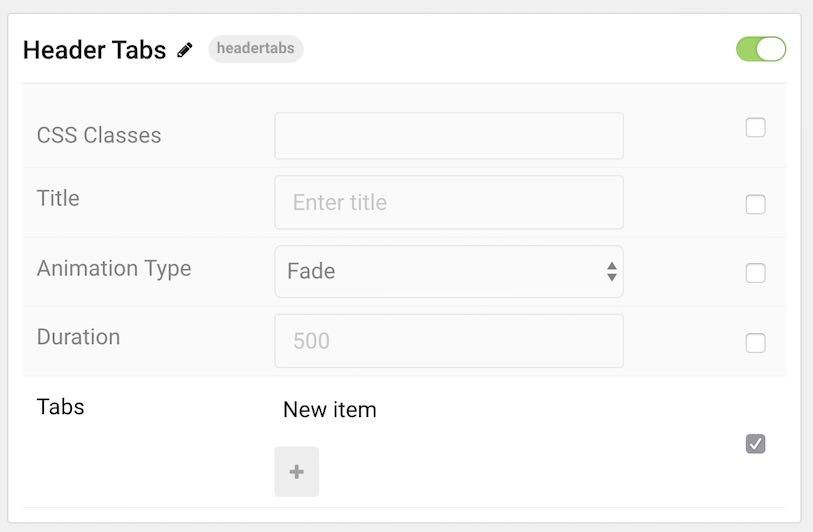 Header Tabs headertabs
CSS Classes
Title Enter title
Animation Type Fade
Duration 500
Tabs New item
+